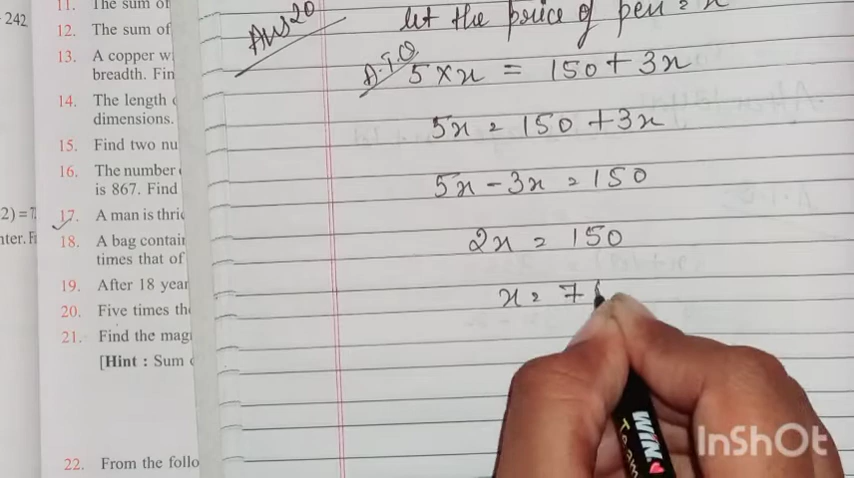 242
11. The sum of
12. The sum of
13. A copper w
breadth. Fin
14. The length
dimensions.
15. Find two nu
16. The number
is 867. Find
2) = 7
17. A man is thric
nter. F
18. A bag contain
times that of
19. After 18 year
20. Five times th
21. Find the mag
[Hint : Sum
22. From the follo
Ans 20
let the price of pen = x
A.T.Q
5 × x = 150 + 3x
5x = 150 + 3x
5x - 3x = 150
2x = 150
x = 7
WIN
Team
InShOt